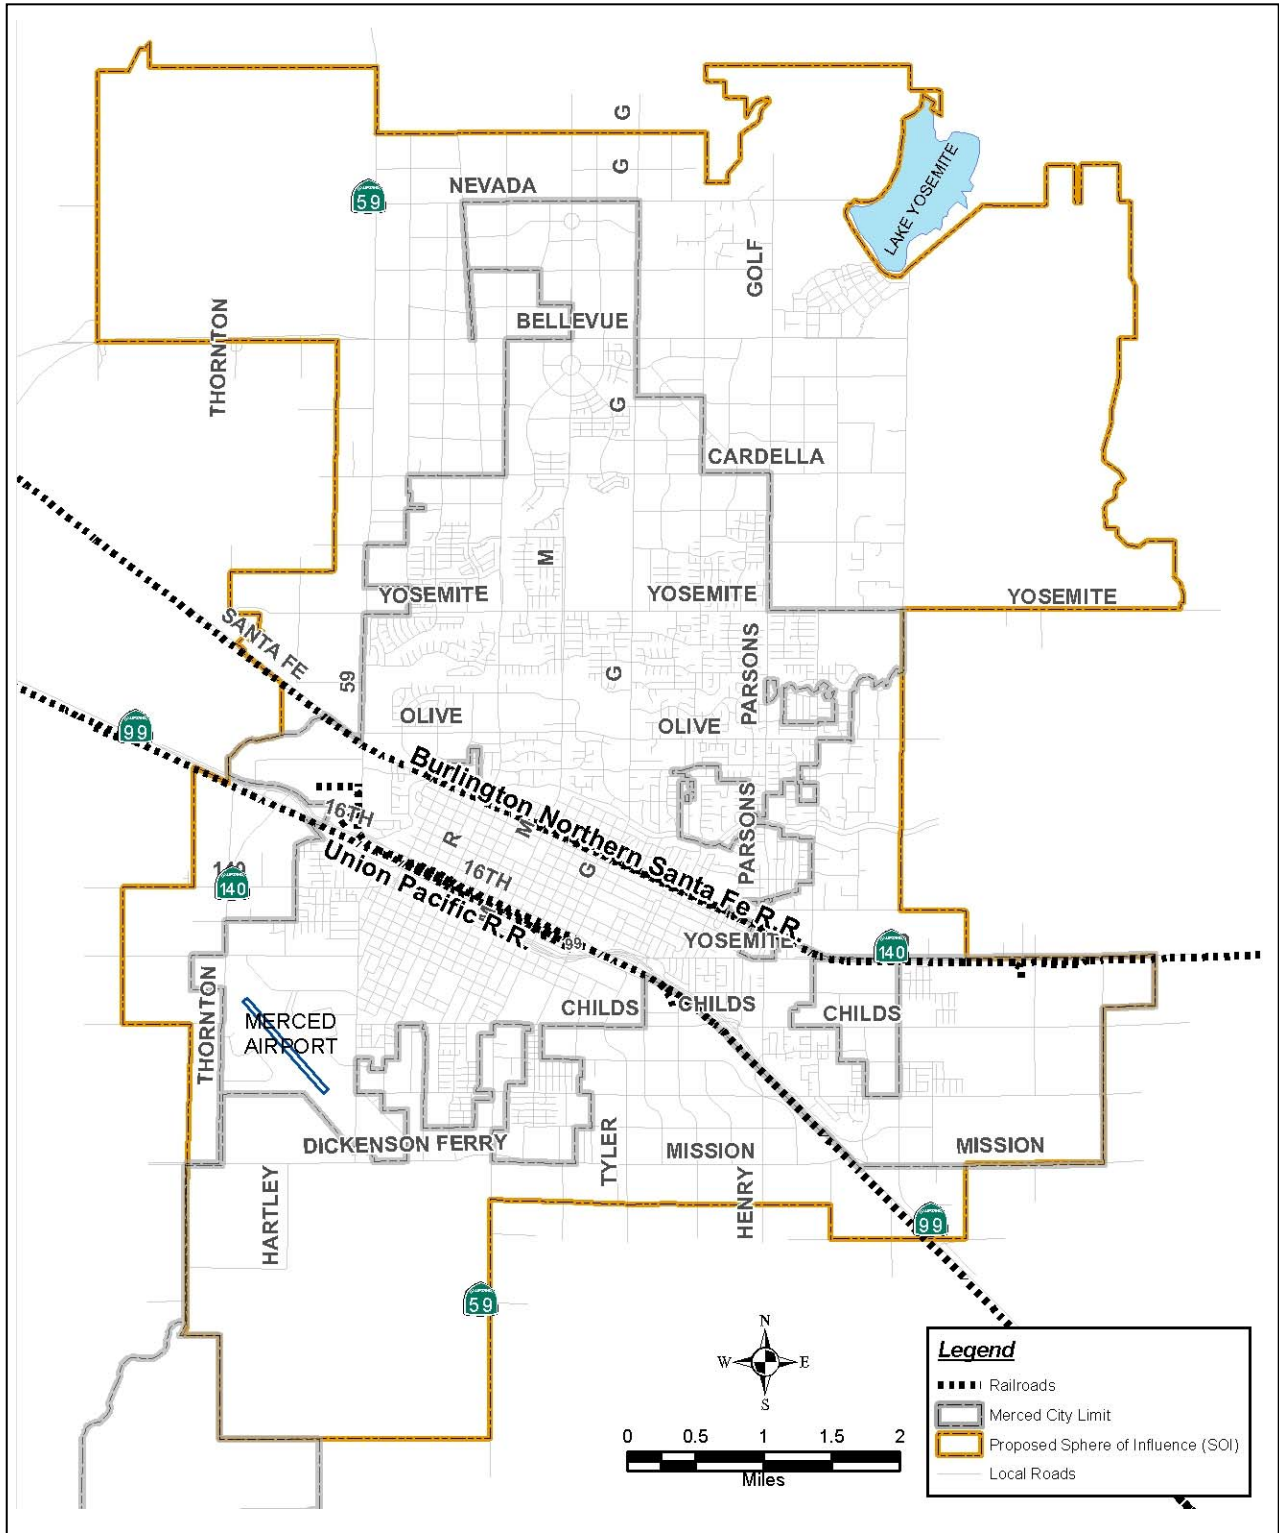 G
G
NEVADA
59
LAKE YOSEMITE
GOLF
THORNTON
BELLEVUE
G
CARDELLA
M
YOSEMITE
YOSEMITE
YOSEMITE
SANTA FE
PARSONS
59
G
OLIVE
OLIVE
99
Burlington Northern Santa Fe R.R.
PARSONS
16TH
R
M
G
16TH
Union Pacific R.R.
140
140
99
YOSEMITE
140
THORNTON
CHILDS
CHILDS
CHILDS
MERCED
AIRPORT
DICKENSON FERRY
TYLER
MISSION
MISSION
HARTLEY
HENRY
99
59
N
W
E
S
0 0.5 1 1.5 2
Miles
Legend
Railroads
Merced City Limit
Proposed Sphere of Influence (SOI)
Local Roads